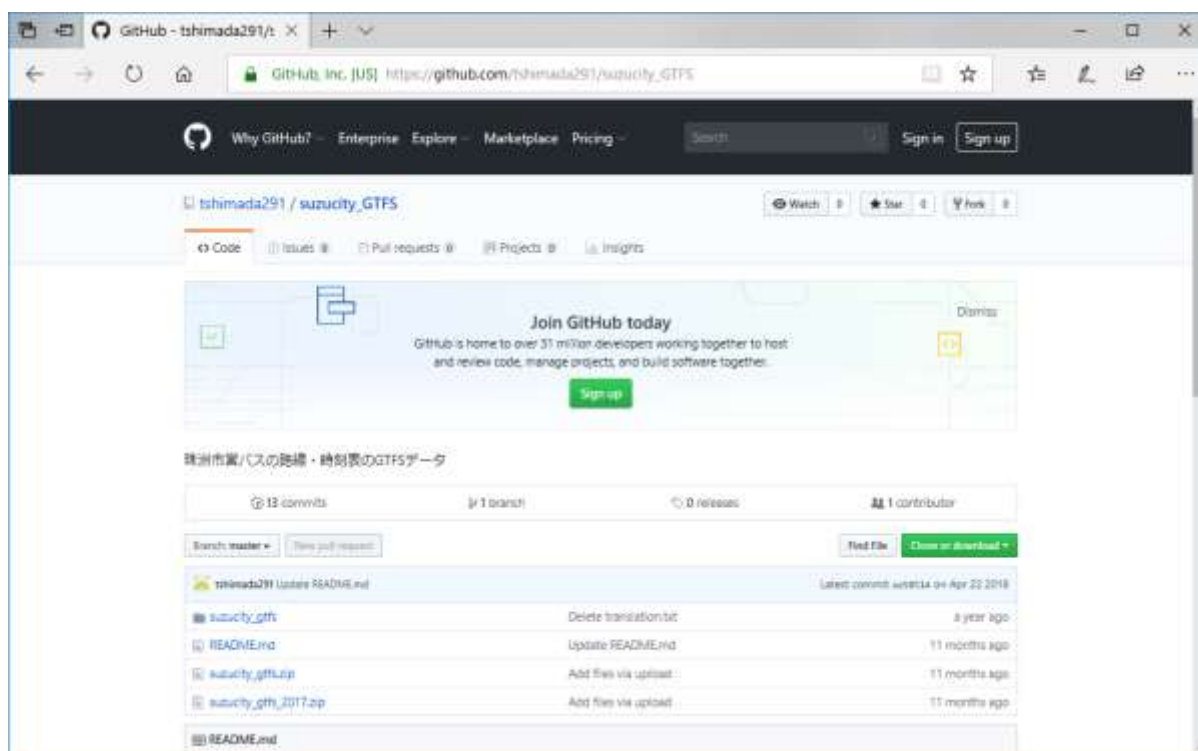 GitHub - tshimada291/s
GitHub, Inc. [US] https://github.com/tshimada291/suzucity_GTFS
Why GitHub? Enterprise Explore Marketplace Pricing Search Sign in Sign up
tshimada291 / suzucity_GTFS
Watch 0 Star 0 Fork 0
Code Issues 0 Pull requests 0 Projects 0 Insights
Join GitHub today
Dismiss
GitHub is home to over 31 million developers working together to host
and review code, manage projects, and build software together.
Sign up
珠洲市営バスの路線・時刻表のGTFSデータ
13 commits 1 branch 0 releases 1 contributor
Branch: master New pull request Find File Clone or download
tshimada291 Update README.md Latest commit on Apr 22 2018
suzucity_gtfs Delete translation.txt a year ago
README.md Update README.md 11 months ago
suzucity_gtfs.zip Add files via upload 11 months ago
suzucity_gtfs_2017.zip Add files via upload 11 months ago
README.md